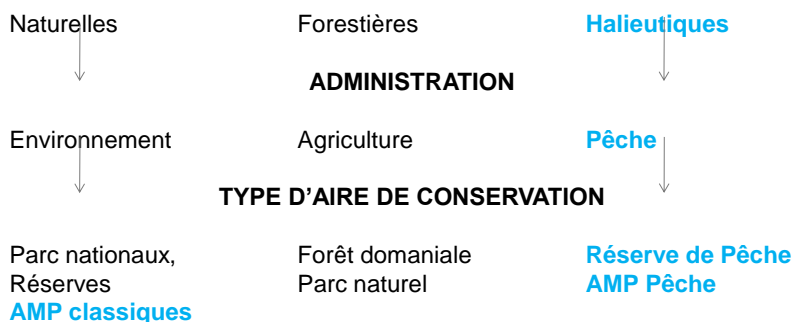 Naturelles Forestières Halieutiques
ADMINISTRATION
Environnement Agriculture Pêche
TYPE D'AIRE DE CONSERVATION
Parc nationaux, Forêt domaniale Réserve de Pêche
Réserves Parc naturel AMP Pêche
AMP classiques